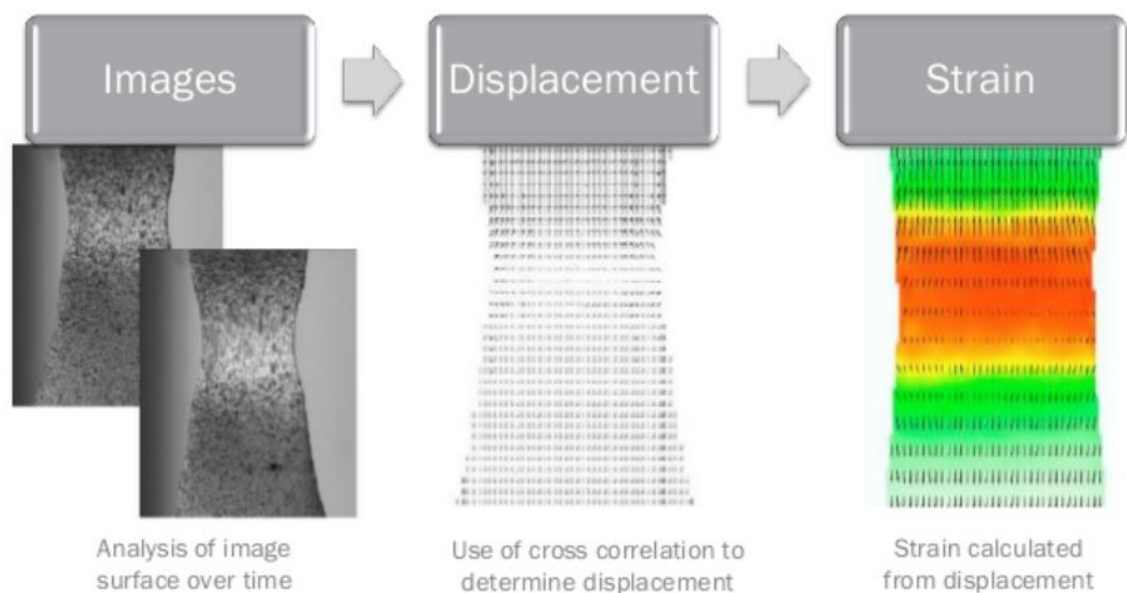 Images
Displacement
Strain
Analysis of image
surface over time
Use of cross correlation to
determine displacement
Strain calculated
from displacement